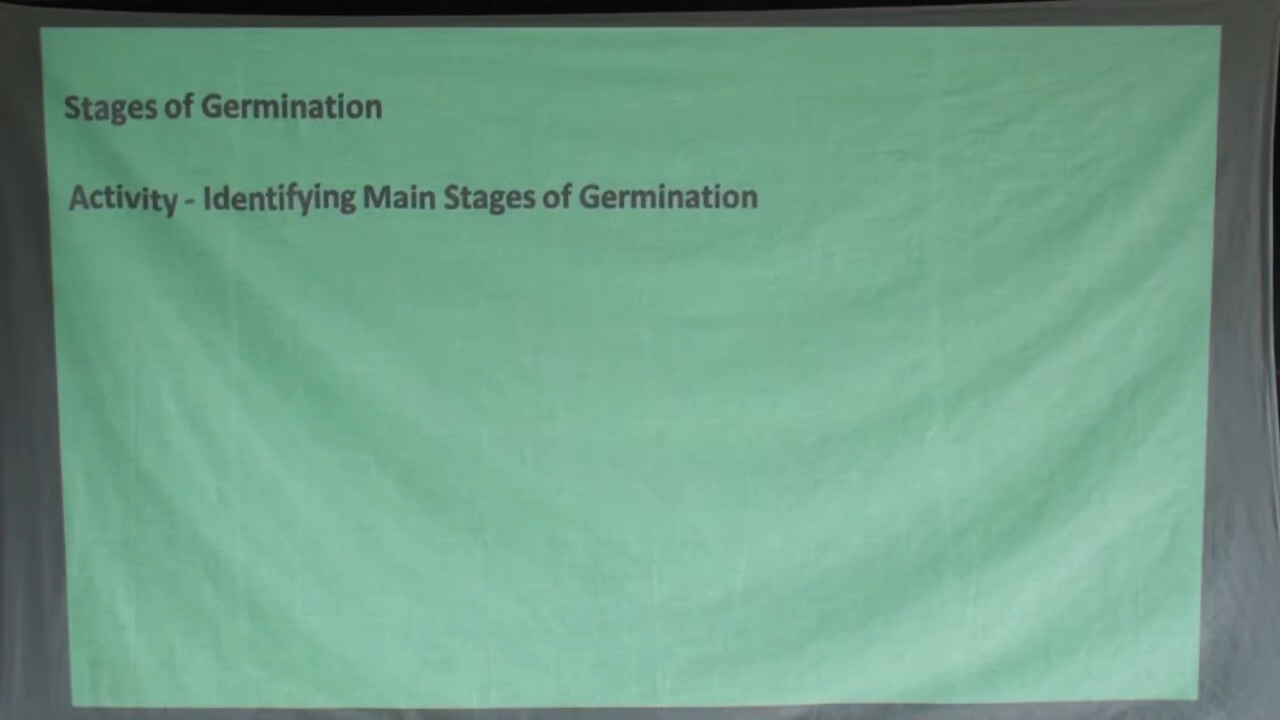 Stages of Germination
Activity - Identifying Main Stages of Germination